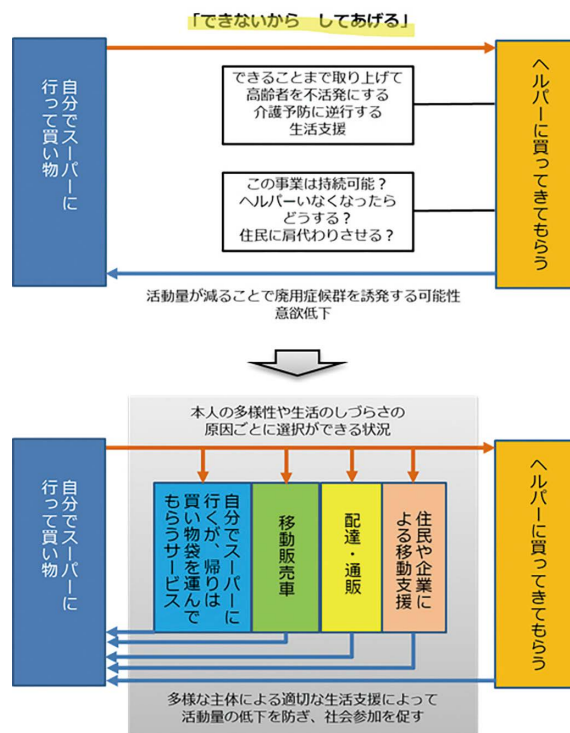 「できないから　してあげる」
自分でスーパーに
行って買い物
できることまで取り上げて
高齢者を不活発にする
介護予防に逆行する
生活支援
この事業は持続可能？
ヘルパーいなくなったら
どうする？
住民に肩代わりさせる？
ヘルパーに買ってきてもらう
活動量が減ることで廃用症候群を誘発する可能性
意欲低下
本人の多様性や生活のしづらさの
原因ごとに選択ができる状況
自分でスーパーに
行って買い物
自分でスーパーに
行くが、帰りは
買い物袋を運んで
もらうサービス
移動販売車
配達・通販
住民や企業に
よる移動支援
ヘルパーに買ってきてもらう
多様な主体による適切な生活支援によって
活動量の低下を防ぎ、社会参加を促す